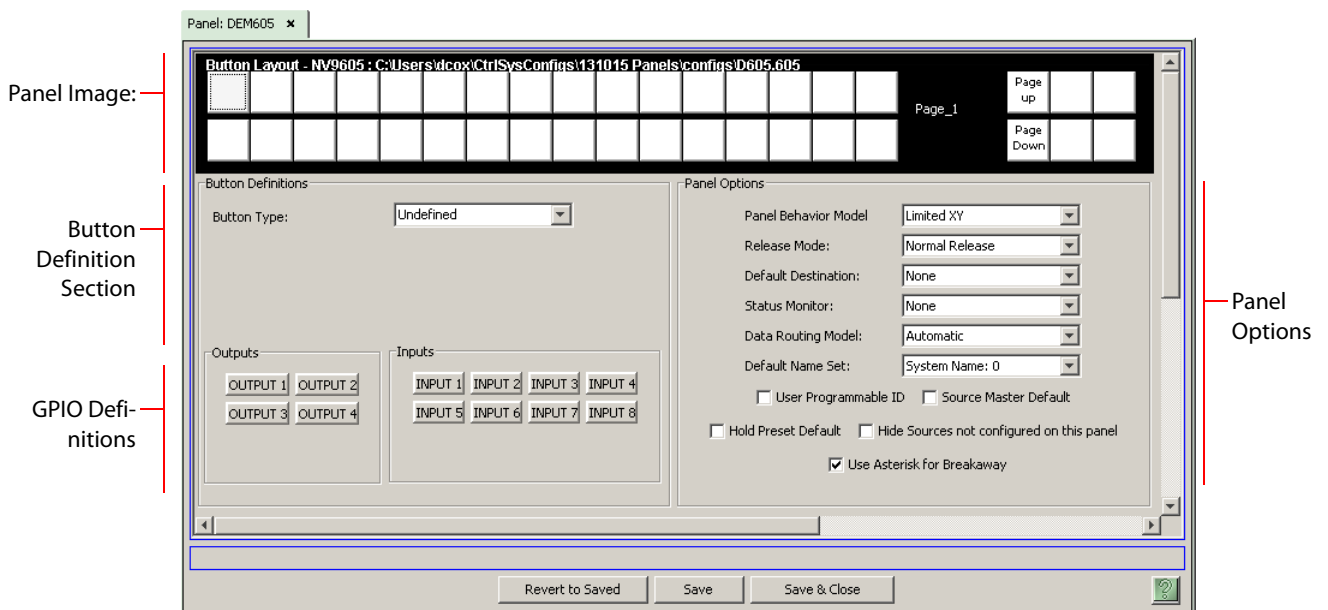 Panel: DEM605 ×
Panel Image:
Button Layout - NV9605 : C:\Users\dcox\CtrlSysConfigs\131015 Panels\configs\D605.605
Page_1
Page
up
Page
Down
Button
Definition
Section
Button Definitions
Button Type:
Undefined
GPIO Defi-
nitions
Outputs
OUTPUT 1 OUTPUT 2
OUTPUT 3 OUTPUT 4
Inputs
INPUT 1 INPUT 2 INPUT 3 INPUT 4
INPUT 5 INPUT 6 INPUT 7 INPUT 8
Panel Options
Panel Behavior Model Limited XY
Release Mode: Normal Release
Default Destination: None
Status Monitor: None
Data Routing Model: Automatic
Default Name Set: System Name: 0
User Programmable ID Source Master Default
Hold Preset Default Hide Sources not configured on this panel
Use Asterisk for Breakaway
Panel
Options
Revert to Saved Save Save & Close ?